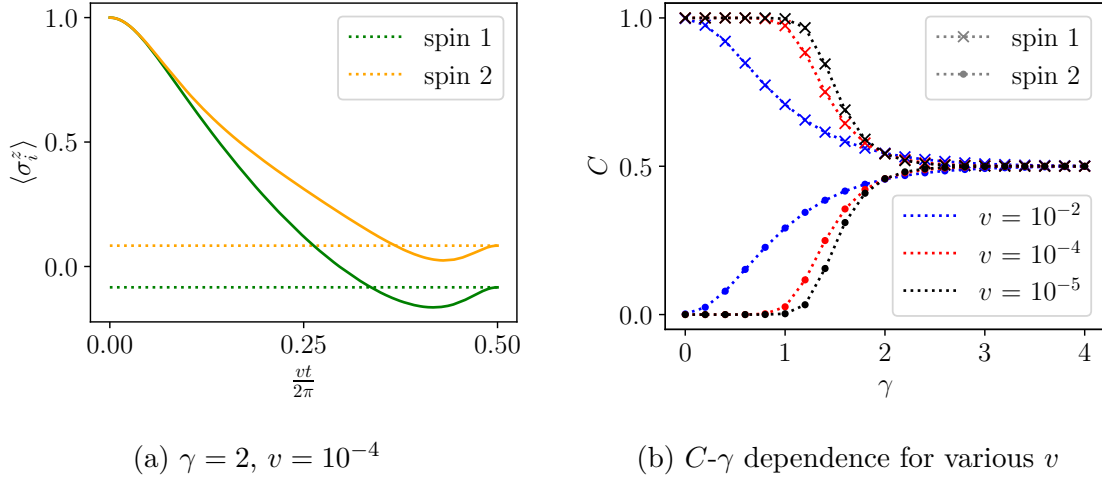 1.0
0.5
0.0
⟨σ_i^z⟩
spin 1
spin 2
0.00
0.25
0.50
vt/2π
(a) γ = 2, v = 10^{-4}
1.0
0.5
0.0
C
spin 1
spin 2
v = 10^{-2}
v = 10^{-4}
v = 10^{-5}
0
1
2
3
4
γ
(b) C-γ dependence for various v